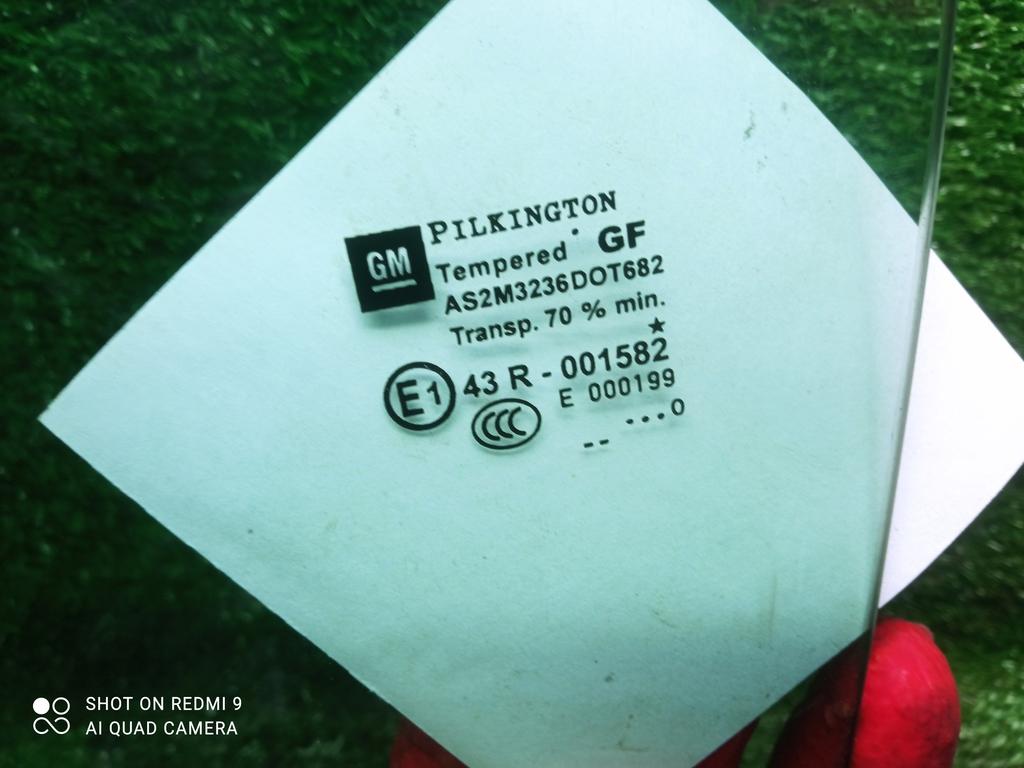 PILKINGTON
GM
Tempered GF
AS2M3236DOT682
Transp. 70 % min.
★
E1 43 R - 001582
CCC E 000199
-- ...0
SHOT ON REDMI 9
AI QUAD CAMERA